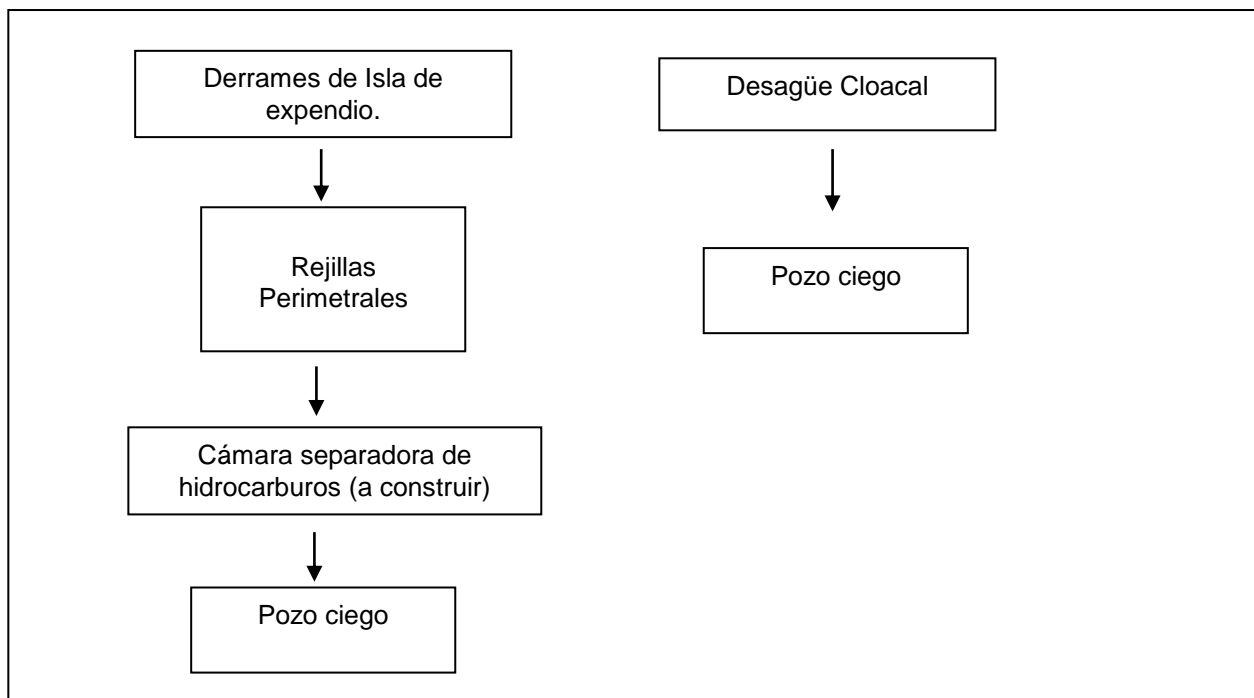 Derrames de Isla de
expendio.
Rejillas
Perimetrales
Cámara separadora de
hidrocarburos (a construir)
Pozo ciego
Desagüe Cloacal
Pozo ciego